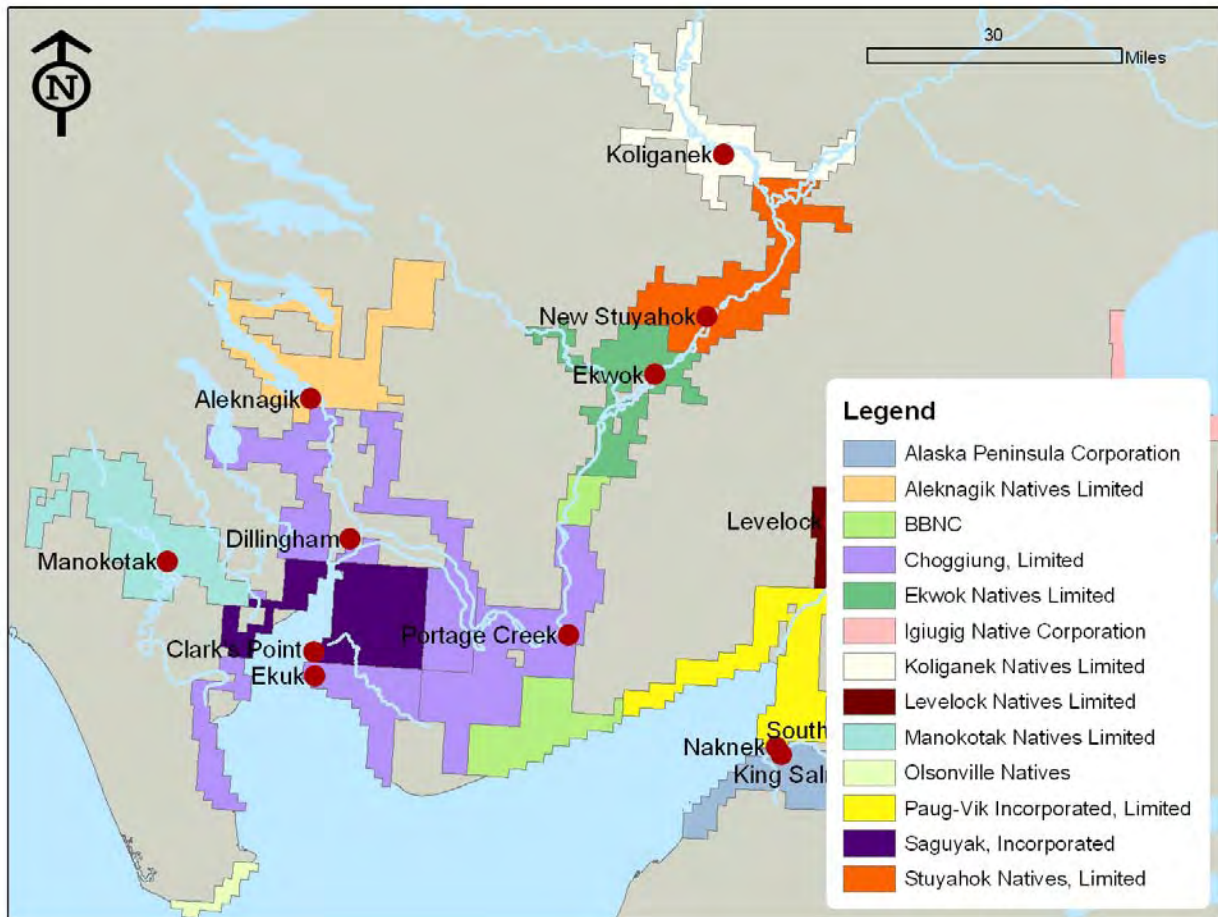 N
30
Miles
Koliganek
New Stuyahok
Ekwok
Aleknagik
Levelock
Dillingham
Manokotak
Portage Creek
Clark's Point
Ekuk
South
Naknek
King Sal
Legend
Alaska Peninsula Corporation
Aleknagik Natives Limited
BBNC
Choggiung, Limited
Ekwok Natives Limited
Igiugig Native Corporation
Koliganek Natives Limited
Levelock Natives Limited
Manokotak Natives Limited
Olsonville Natives
Paug-Vik Incorporated, Limited
Saguyak, Incorporated
Stuyahok Natives, Limited